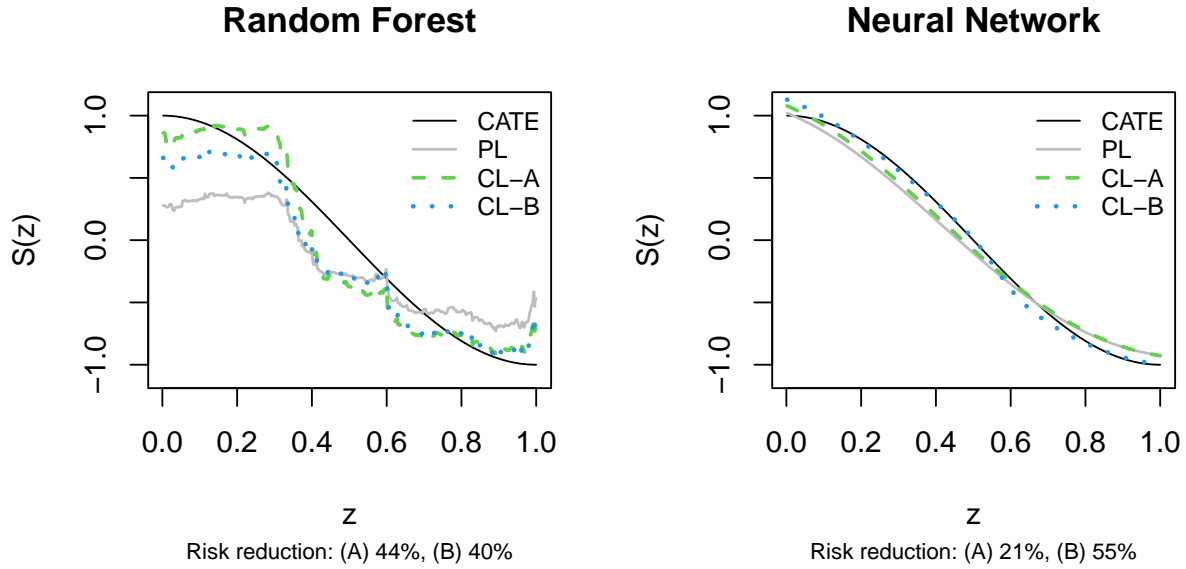 Random Forest
S(z)
1.0
0.0
−1.0
CATE
PL
CL−A
CL−B
0.0 0.2 0.4 0.6 0.8 1.0
z
Risk reduction: (A) 44%, (B) 40%
Neural Network
S(z)
1.0
0.0
−1.0
CATE
PL
CL−A
CL−B
0.0 0.2 0.4 0.6 0.8 1.0
z
Risk reduction: (A) 21%, (B) 55%